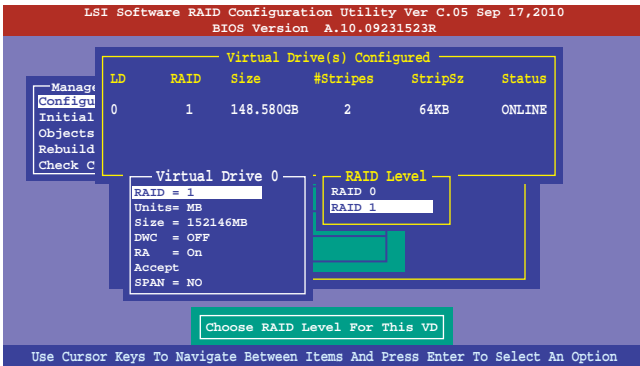 LSI Software RAID Configuration Utility Ver C.05 Sep 17,2010
BIOS Version A.10.09231523R
Virtual Drive(s) Configured
LD RAID Size #Stripes StripSz Status
0 1 148.580GB 2 64KB ONLINE
Manage
Configu
Initial
Objects
Rebuild
Check C
Virtual Drive 0
RAID = 1
Units= MB
Size = 152146MB
DWC = OFF
RA = On
Accept
SPAN = NO
RAID Level
RAID 0
RAID 1
Choose RAID Level For This VD
Use Cursor Keys To Navigate Between Items And Press Enter To Select An Option